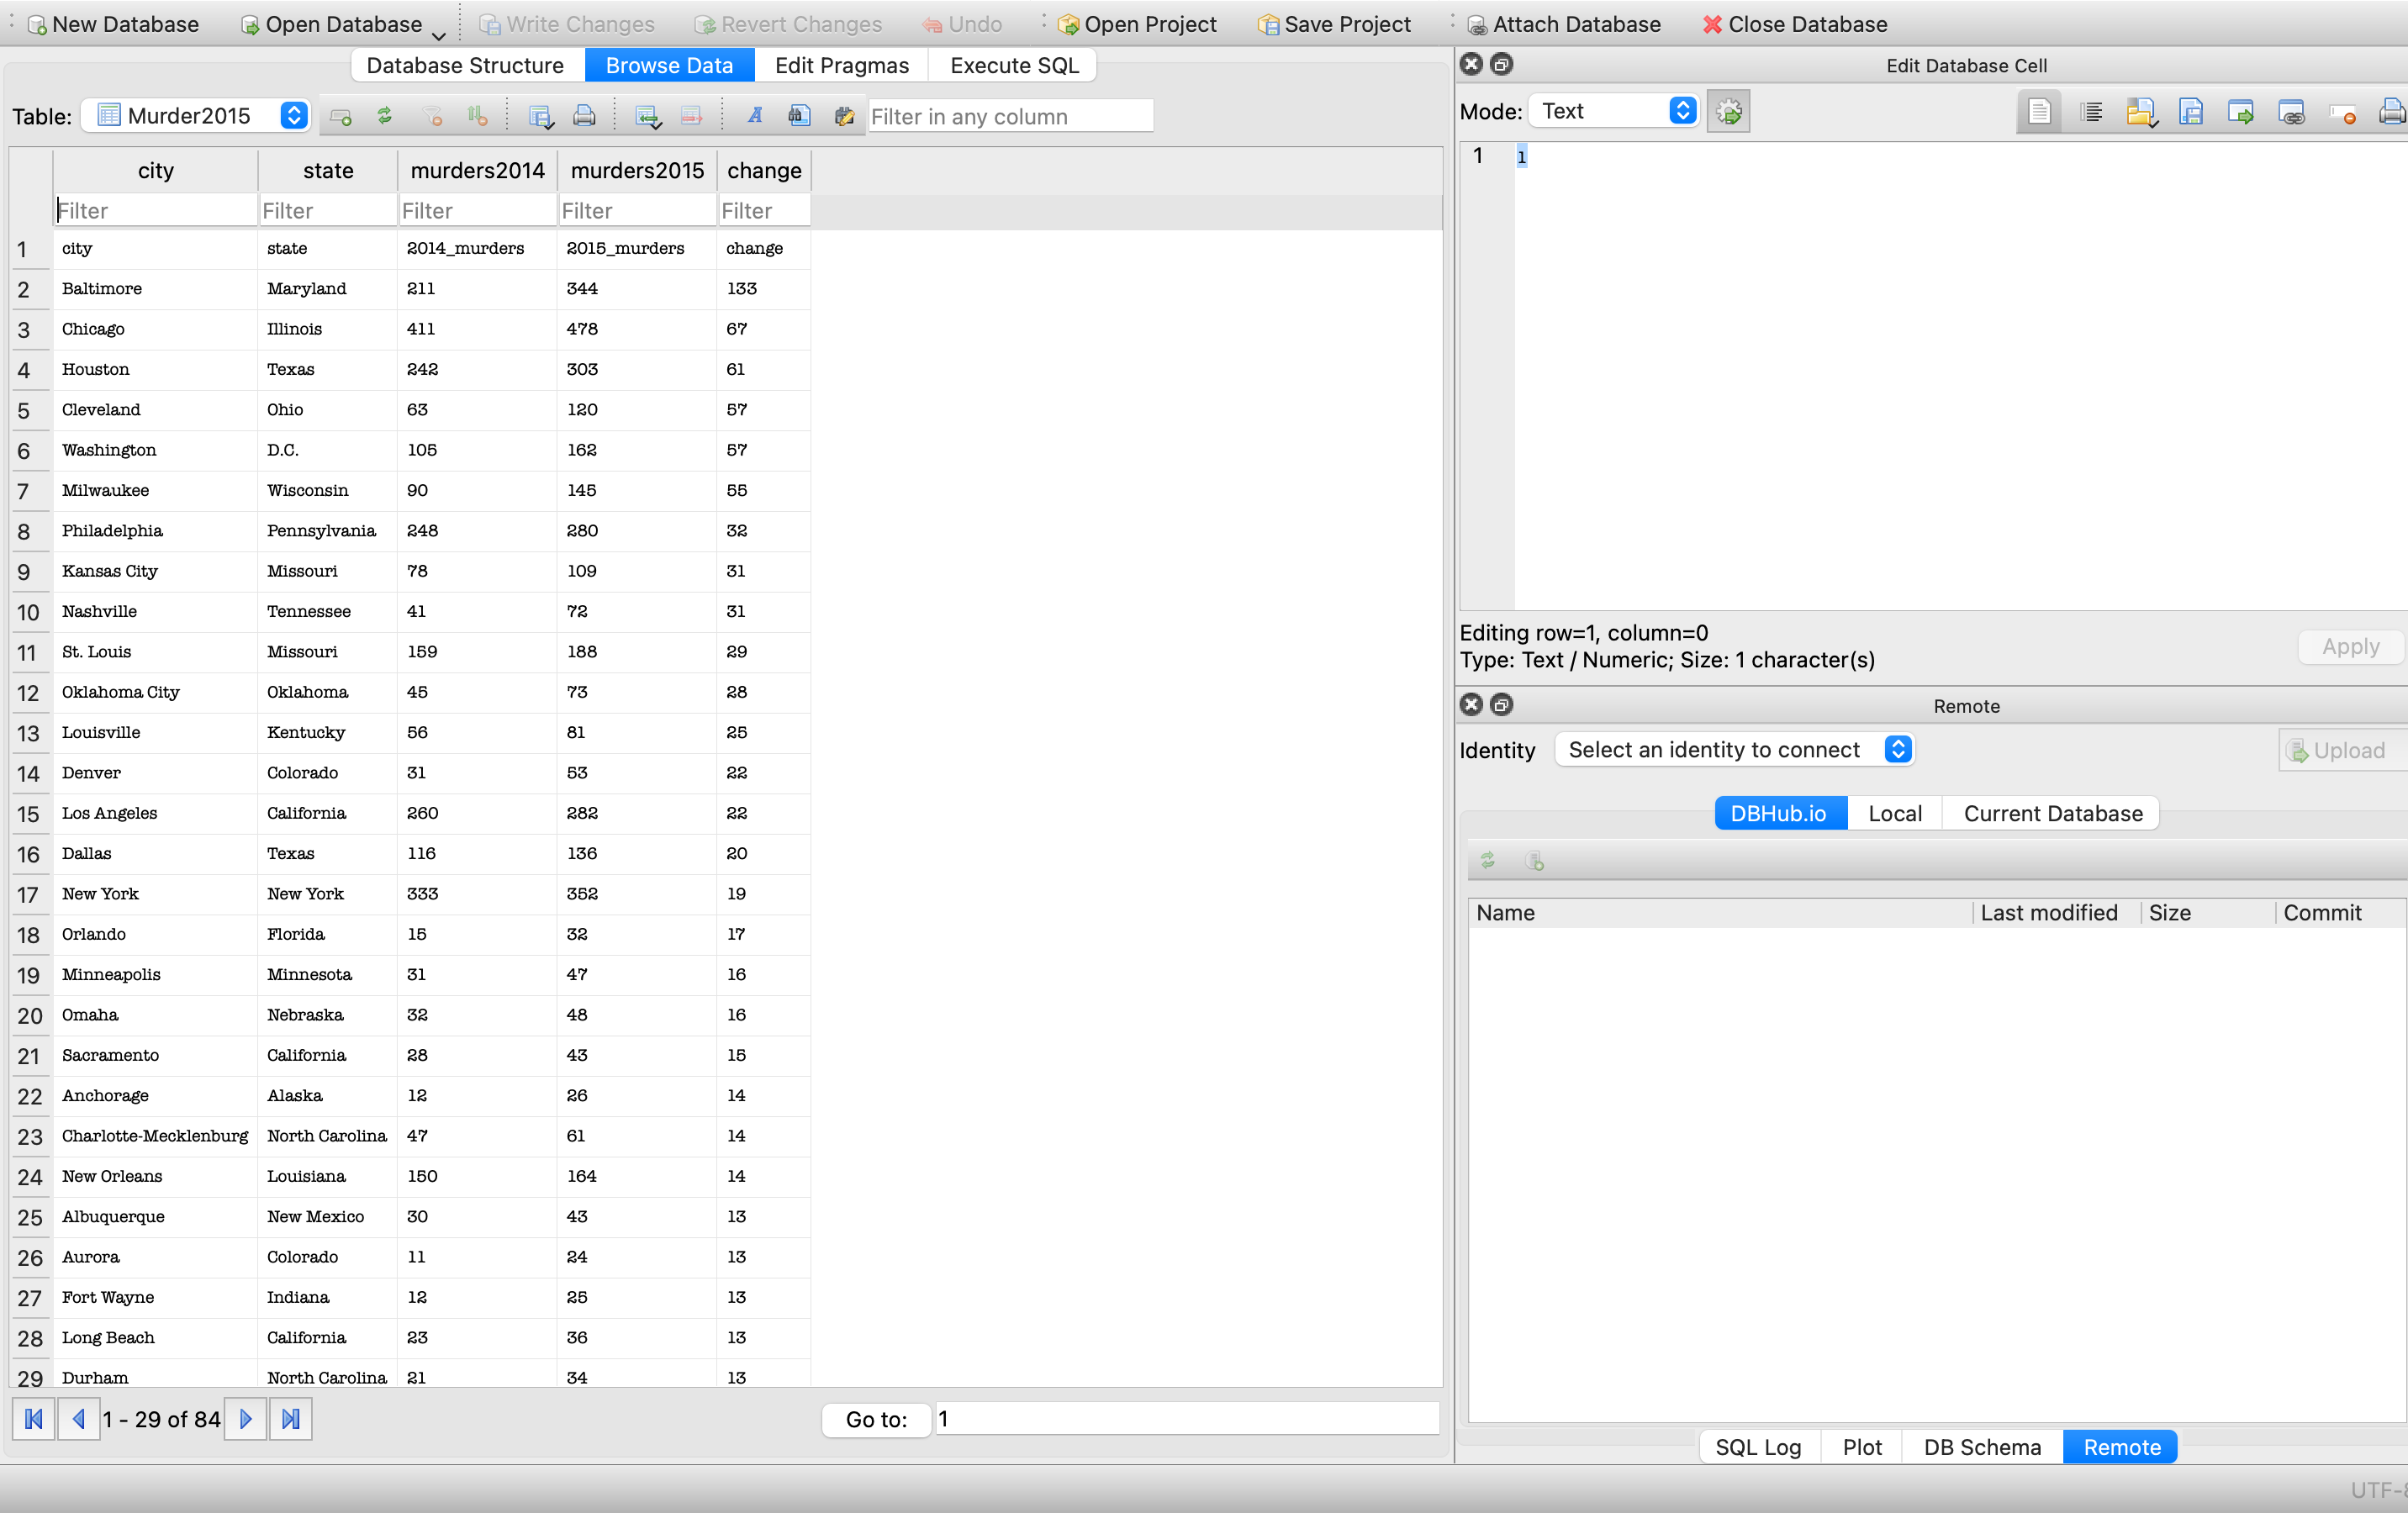 New Database Open Database Write Changes Revert Changes Undo Open Project Save Project Attach Database Close Database
Database Structure Browse Data Edit Pragmas Execute SQL
Table: Murder2015 Filter in any column
city state murders2014 murders2015 change
Filter Filter Filter Filter Filter
1 city state 2014_murders 2015_murders change
2 Baltimore Maryland 211 344 133
3 Chicago Illinois 411 478 67
4 Houston Texas 242 303 61
5 Cleveland Ohio 63 120 57
6 Washington D.C. 105 162 57
7 Milwaukee Wisconsin 90 145 55
8 Philadelphia Pennsylvania 248 280 32
9 Kansas City Missouri 78 109 31
10 Nashville Tennessee 41 72 31
11 St. Louis Missouri 159 188 29
12 Oklahoma City Oklahoma 45 73 28
13 Louisville Kentucky 56 81 25
14 Denver Colorado 31 53 22
15 Los Angeles California 260 282 22
16 Dallas Texas 116 136 20
17 New York New York 333 352 19
18 Orlando Florida 15 32 17
19 Minneapolis Minnesota 31 47 16
20 Omaha Nebraska 32 48 16
21 Sacramento California 28 43 15
22 Anchorage Alaska 12 26 14
23 Charlotte-Mecklenburg North Carolina 47 61 14
24 New Orleans Louisiana 150 164 14
25 Albuquerque New Mexico 30 43 13
26 Aurora Colorado 11 24 13
27 Fort Wayne Indiana 12 25 13
28 Long Beach California 23 36 13
29 Durham North Carolina 21 34 13
1 - 29 of 84 Go to: 1
Edit Database Cell
Mode: Text
1 1
Editing row=1, column=0
Type: Text / Numeric; Size: 1 character(s)
Apply
Remote
Identity Select an identity to connect Upload
DBHub.io Local Current Database
Name Last modified Size Commit
SQL Log Plot DB Schema Remote
UTF-8